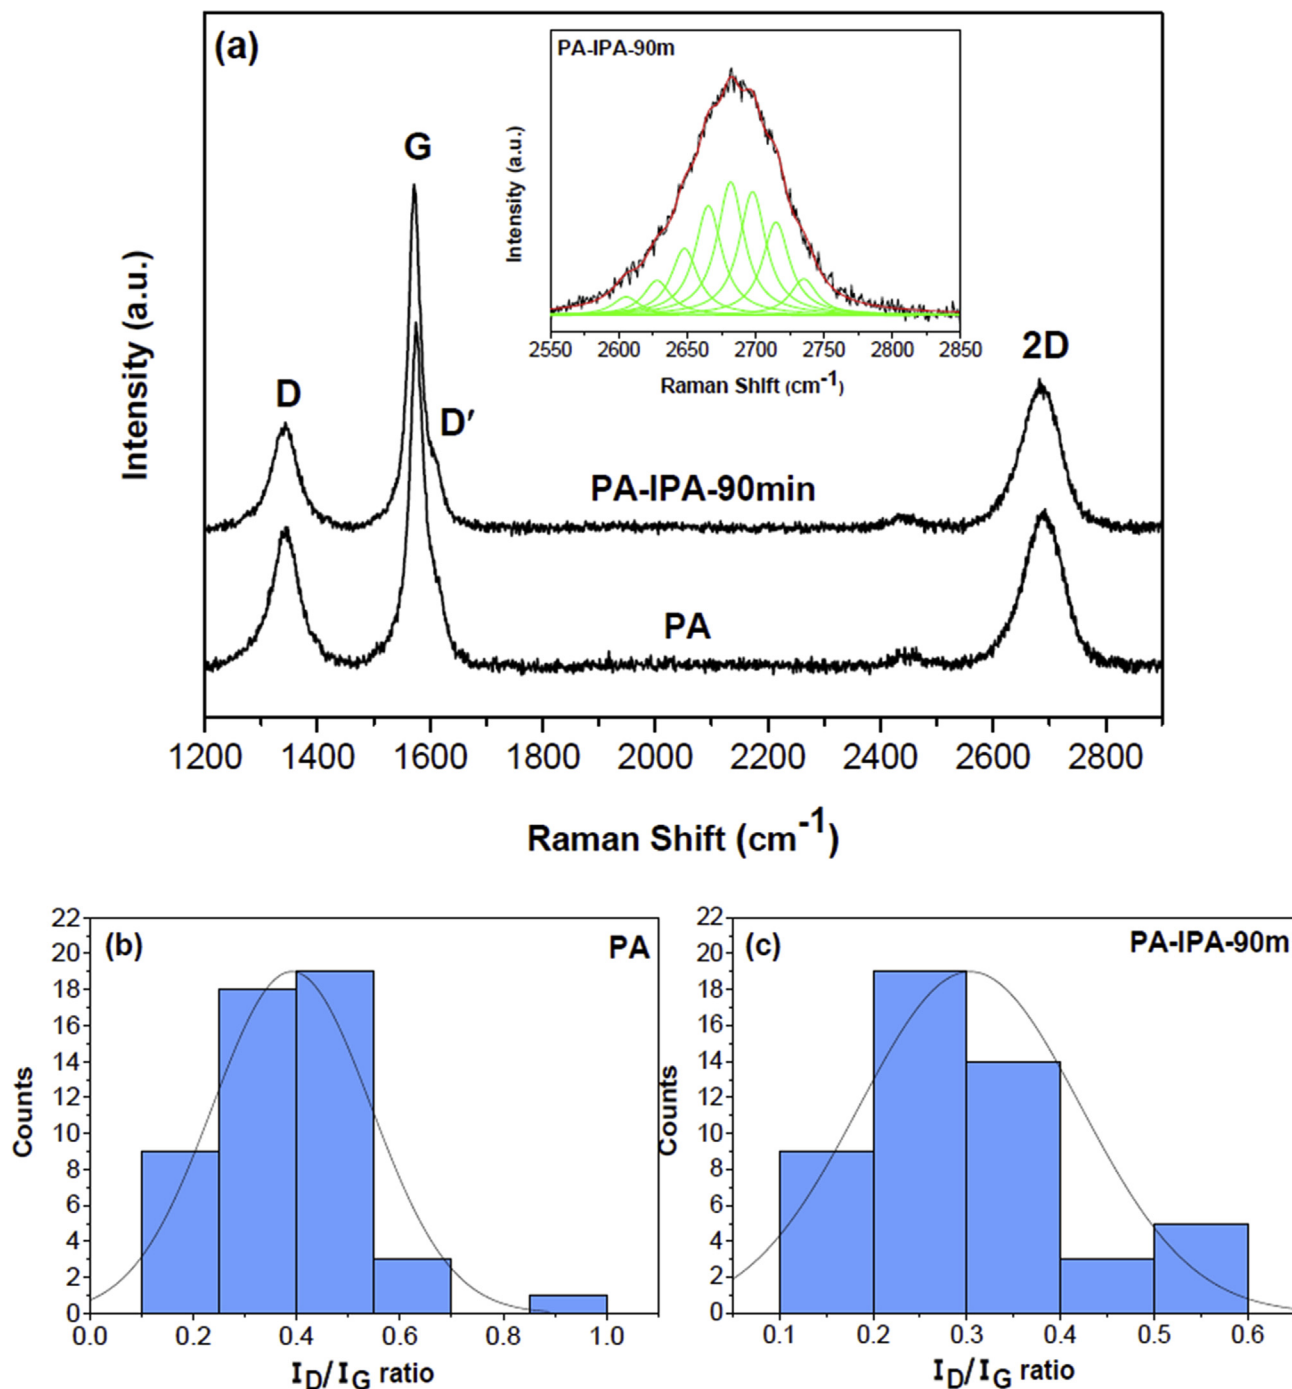 (a)
PA-IPA-90m
Intensity (a.u.)
2550 2600 2650 2700 2750 2800 2850
Raman Shift (cm⁻¹)
G
D
D′
2D
PA-IPA-90min
PA
Intensity (a.u.)
1200 1400 1600 1800 2000 2200 2400 2600 2800
Raman Shift (cm⁻¹)
(b)
PA
22
20
18
16
14
12
10
8
6
4
2
0
Counts
0.0 0.2 0.4 0.6 0.8 1.0
I_D/I_G ratio
(c)
PA-IPA-90m
22
20
18
16
14
12
10
8
6
4
2
0
Counts
0.1 0.2 0.3 0.4 0.5 0.6
I_D/I_G ratio